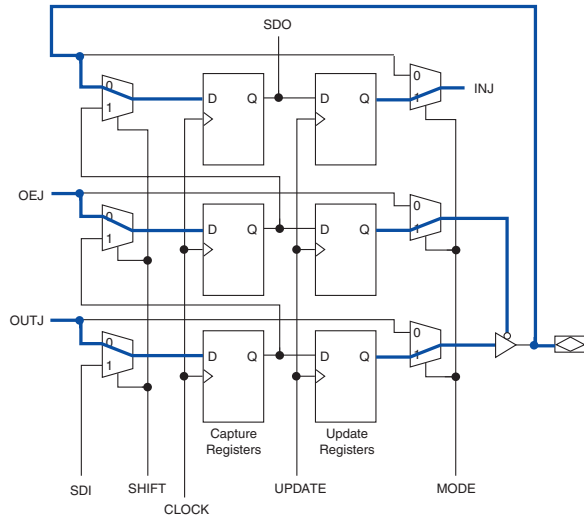 SDO
0
1
D Q
D Q
0
1
INJ
OEJ
0
1
D Q
D Q
0
1
OUTJ
0
1
D Q
D Q
0
1
Capture
Registers
Update
Registers
SDI
SHIFT
CLOCK
UPDATE
MODE